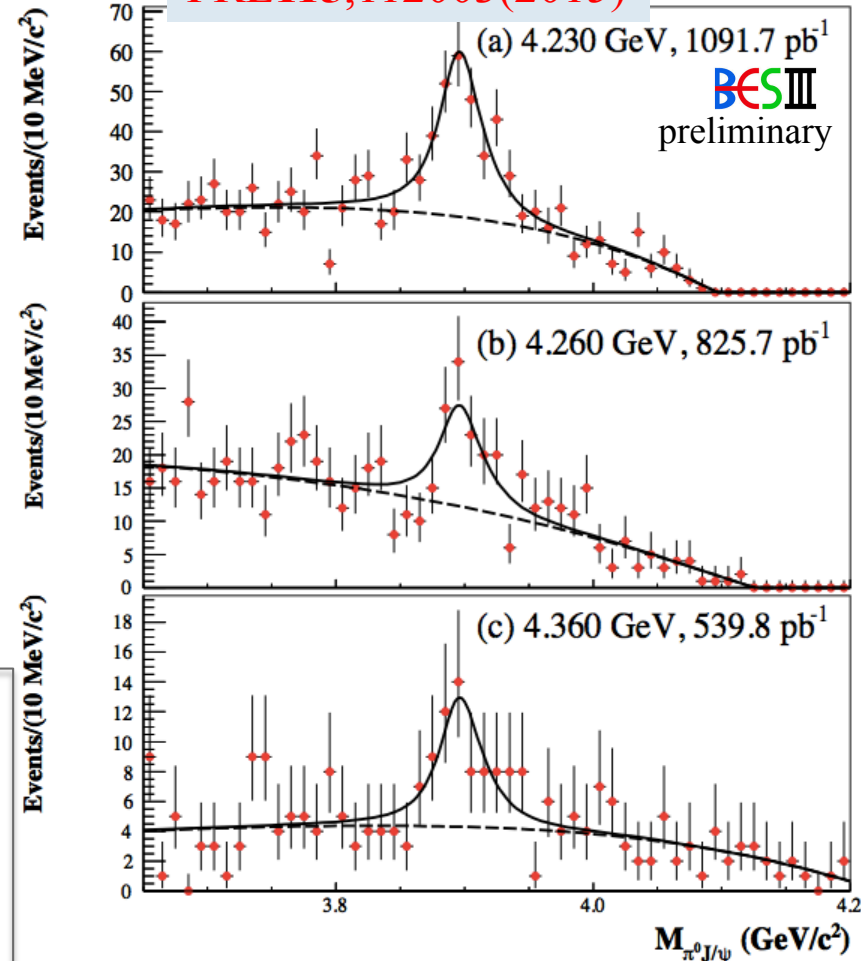 (a) 4.230 GeV, 1091.7 pb-1
BESIII
preliminary
Events/(10 MeV/c2)
70
60
50
40
30
20
10
0
(b) 4.260 GeV, 825.7 pb-1
Events/(10 MeV/c2)
40
35
30
25
20
15
10
5
0
(c) 4.360 GeV, 539.8 pb-1
Events/(10 MeV/c2)
18
16
14
12
10
8
6
4
2
0
3.8 4.0 4.2
Mπ0J/ψ (GeV/c2)